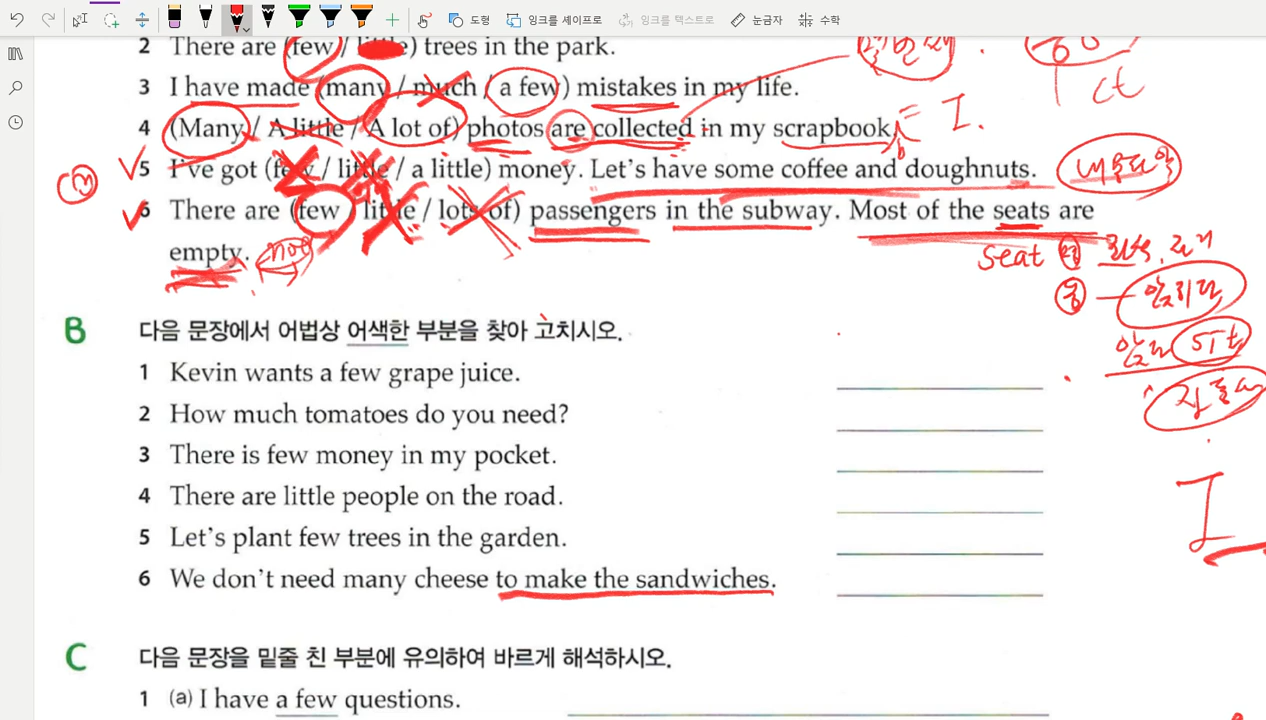 도형 잉크를 셰이프로 잉크를 텍스트로 눈금자 수학
2 There are (few / little) trees in the park.
3 I have made (many / much / a few) mistakes in my life.
4 (Many / A little / A lot of) photos are collected in my scrapbook. = I.
ct
5 I've got (few / little / a little) money. Let's have some coffee and doughnuts.
6 There are (few / little / lots of) passengers in the subway. Most of the seats are
empty.
Seat
B 다음 문장에서 어법상 어색한 부분을 찾아 고치시오.
1 Kevin wants a few grape juice.
2 How much tomatoes do you need?
3 There is few money in my pocket.
4 There are little people on the road.
5 Let's plant few trees in the garden.
6 We don't need many cheese to make the sandwiches.
I
C 다음 문장을 밑줄 친 부분에 유의하여 바르게 해석하시오.
1 (a) I have a few questions.